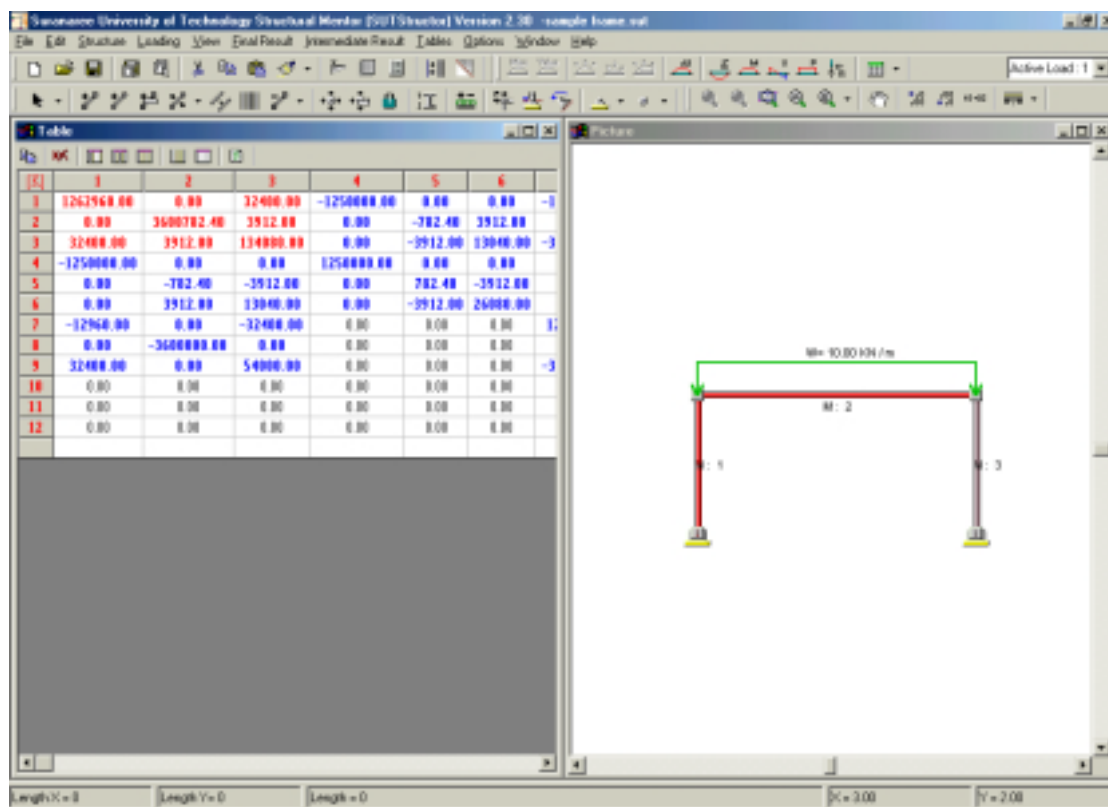 Suranaree University of Technology Structural Mentor (SUTStructor) Version 2.30 -sample frame.sut
File Edit Structure Loading View Final Result Intermediate Result Tables Options Window Help
Active Load : 1
Table
Picture
[S] 1 2 3 4 5 6
1 1262960.00 0.00 32400.00 -1250000.00 0.00 0.00 -1
2 0.00 3600782.40 3912.00 0.00 -782.40 3912.00
3 32400.00 3912.00 134080.00 0.00 -3912.00 13040.00 -3
4 -1250000.00 0.00 0.00 1250000.00 0.00 0.00
5 0.00 -782.40 -3912.00 0.00 782.40 -3912.00
6 0.00 3912.00 13040.00 0.00 -3912.00 26080.00
7 -12960.00 0.00 -32400.00 0.00 0.00 0.00 12
8 0.00 -3600000.00 0.00 0.00 0.00 0.00
9 32400.00 0.00 54000.00 0.00 0.00 0.00 -3
10 0.00 0.00 0.00 0.00 0.00 0.00
11 0.00 0.00 0.00 0.00 0.00 0.00
12 0.00 0.00 0.00 0.00 0.00 0.00
W= 10.00 KN/m
M : 2
M : 1
M : 3
Length X = 0 Length Y = 0 Length = 0 X = 3.00 Y = 2.00